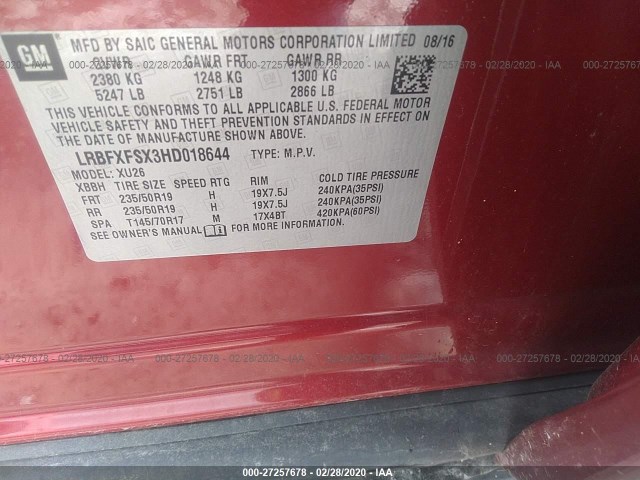 GM
MFD BY SAIC GENERAL MOTORS CORPORATION LIMITED 08/16
GVWR GAWR FRT GAWR RR
2380 KG 1248 KG 1300 KG
5247 LB 2751 LB 2866 LB
THIS VEHICLE CONFORMS TO ALL APPLICABLE U.S. FEDERAL MOTOR
VEHICLE SAFETY AND THEFT PREVENTION STANDARDS IN EFFECT ON
THE DATE OF MANUFACTURE SHOWN ABOVE.
LRBFXFSX3HD018644 TYPE: M.P.V.
MODEL: XU26
XBBH TIRE SIZE SPEED RTG RIM COLD TIRE PRESSURE
FRT 235/50R19 H 19X7.5J 240KPA(35PSI)
RR 235/50R19 H 19X7.5J 240KPA(35PSI)
SPA T145/70R17 M 17X4BT 420KPA(60PSI)
SEE OWNER'S MANUAL FOR MORE INFORMATION.
000-27257678 - 02/28/2020 - IAA